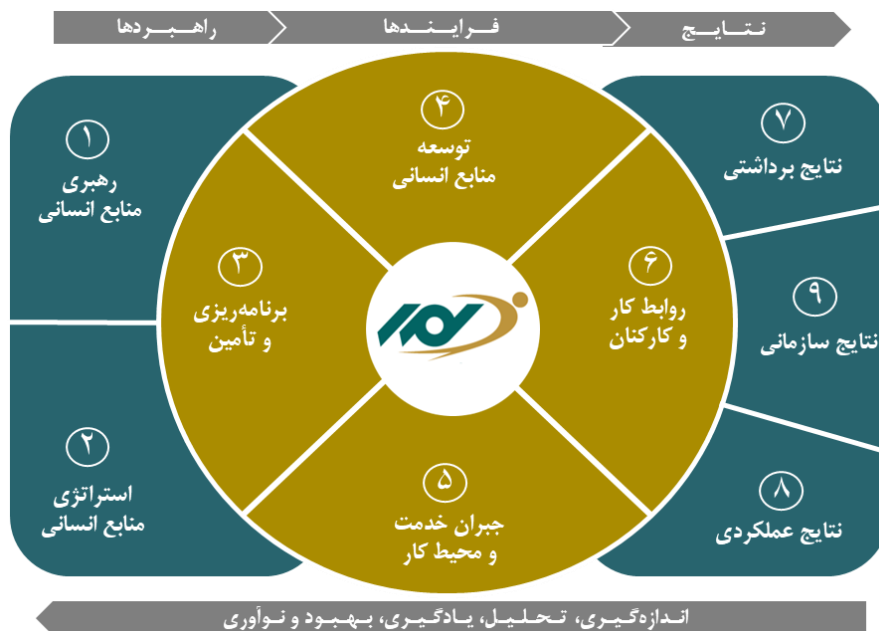 راهبردها
فرایندها
نتایج
۱
رهبری
منابع انسانی
۲
استراتژی
منابع انسانی
۳
برنامه‌ریزی
و تأمین
۴
توسعه
منابع انسانی
۵
جبران خدمت
و محیط کار
۶
روابط کار
و کارکنان
۷
نتایج برداشتی
۸
نتایج عملکردی
۹
نتایج سازمانی
اندازه‌گیری، تحلیل، یادگیری، بهبود و نوآوری